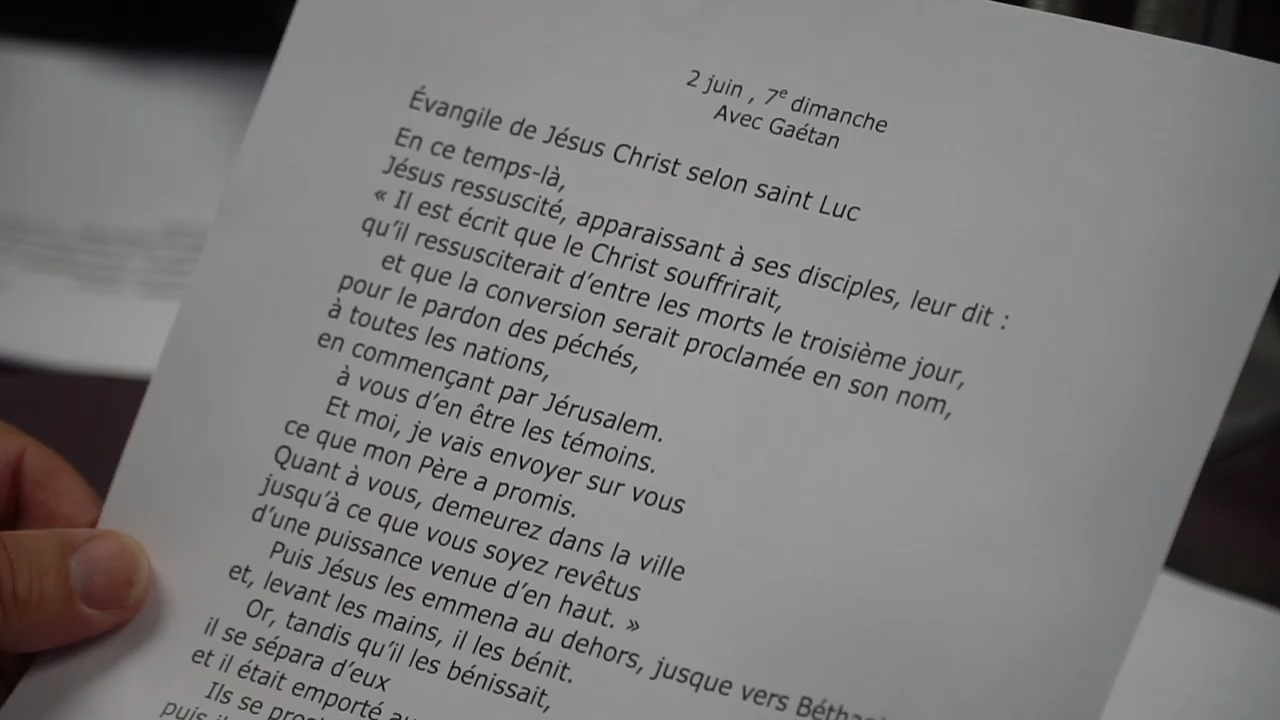 2 juin , 7e dimanche
Avec Gaétan
Évangile de Jésus Christ selon saint Luc
En ce temps-là,
Jésus ressuscité, apparaissant à ses disciples, leur dit :
« Il est écrit que le Christ souffrirait,
qu’il ressusciterait d’entre les morts le troisième jour,
et que la conversion serait proclamée en son nom,
pour le pardon des péchés,
à toutes les nations,
en commençant par Jérusalem.
à vous d’en être les témoins.
Et moi, je vais envoyer sur vous
ce que mon Père a promis.
Quant à vous, demeurez dans la ville
jusqu’à ce que vous soyez revêtus
d’une puissance venue d’en haut. »
Puis Jésus les emmena au dehors, jusque vers
et, levant les mains, il les bénit.
Or, tandis qu’il les bénissait,
il se sépara d’eux
et il était emporté
Ils se
puis